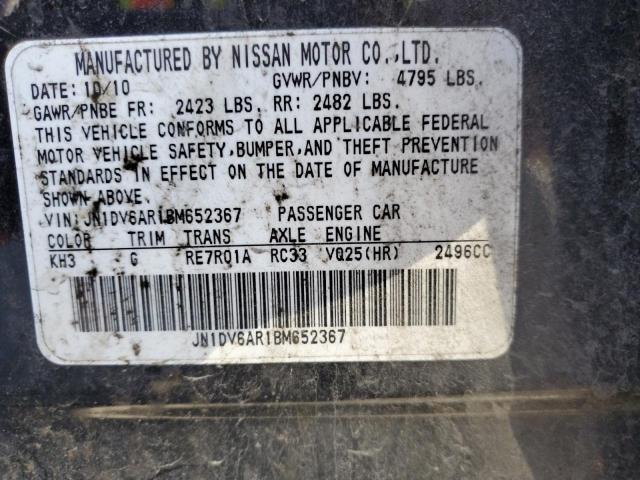 MANUFACTURED BY NISSAN MOTOR CO.,LTD.
DATE: 10/10 GVWR/PNBV: 4795 LBS.
GAWR/PNBE FR: 2423 LBS. RR: 2482 LBS.
THIS VEHICLE CONFORMS TO ALL APPLICABLE FEDERAL
MOTOR VEHICLE SAFETY,BUMPER,AND THEFT PREVENTION
STANDARDS IN EFFECT ON THE DATE OF MANUFACTURE
SHOWN ABOVE.
VIN:JN1DV6AR1BM652367 PASSENGER CAR
COLOR TRIM TRANS AXLE ENGINE
KH3 G RE7R01A RC33 VQ25(HR) 2496CC
JN1DV6AR1BM652367